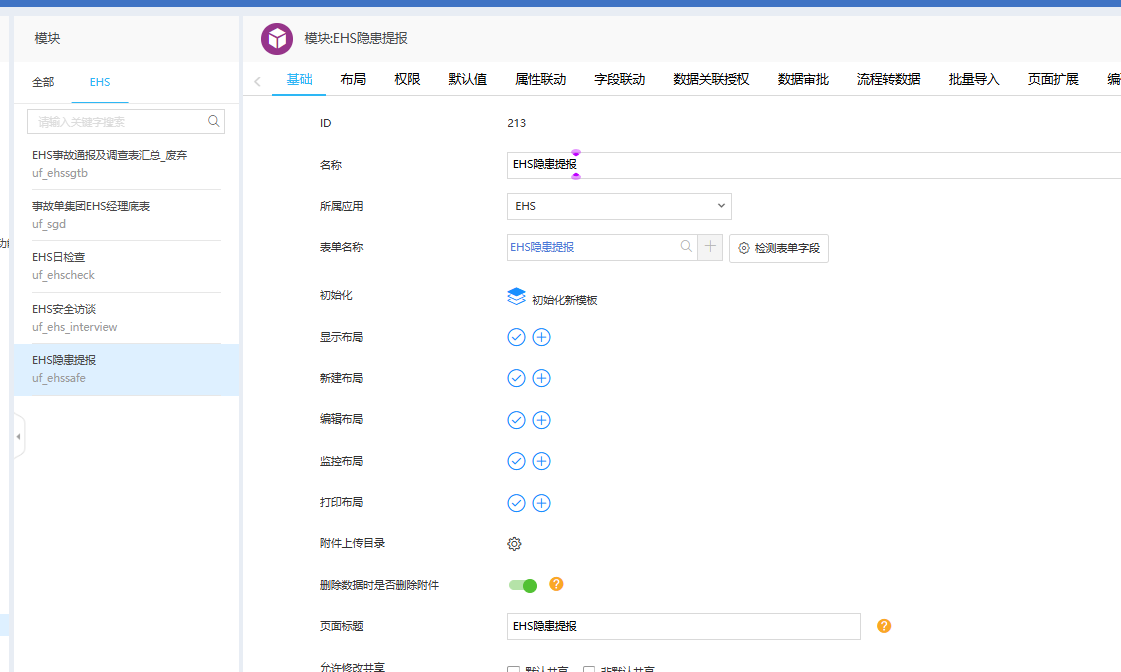 模块
全部
EHS
请输入关键字搜索
EHS事故通报及调查表汇总_废弃
uf_ehssgtb
事故单集团EHS经理底表
uf_sgd
EHS日检查
uf_ehscheck
EHS安全访谈
uf_ehs_interview
EHS隐患提报
uf_ehssafe
模块:EHS隐患提报
基础 布局 权限 默认值 属性联动 字段联动 数据关联授权 数据审批 流程转数据 批量导入 页面扩展
ID 213
名称 EHS隐患提报
所属应用 EHS
表单名称 EHS隐患提报 检测表单字段
初始化 初始化新模板
显示布局
新建布局
编辑布局
监控布局
打印布局
附件上传目录
删除数据时是否删除附件
页面标题 EHS隐患提报
允许修改共享 默认共享 非默认共享